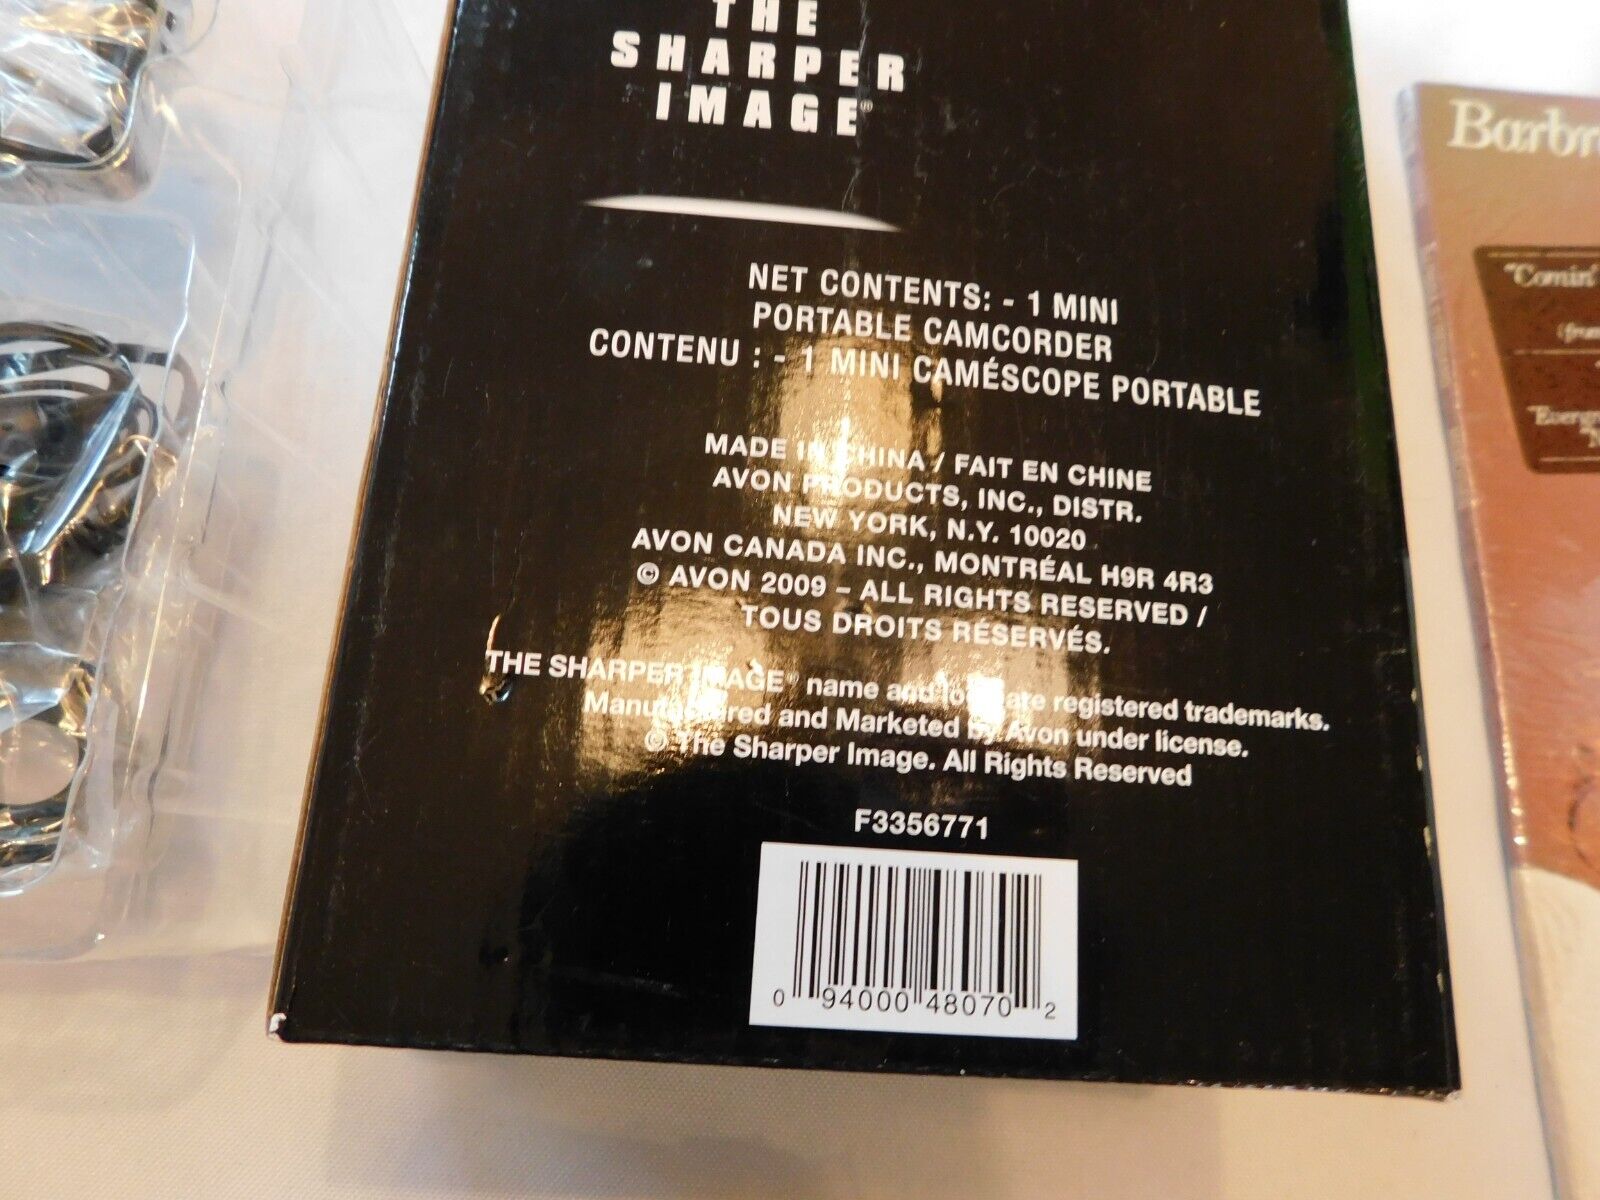 THE
SHARPER
IMAGE®
NET CONTENTS: - 1 MINI
PORTABLE CAMCORDER
CONTENU : - 1 MINI CAMÉSCOPE PORTABLE
MADE IN CHINA / FAIT EN CHINE
AVON PRODUCTS, INC., DISTR.
NEW YORK, N.Y. 10020
AVON CANADA INC., MONTRÉAL H9R 4R3
© AVON 2009 – ALL RIGHTS RESERVED /
TOUS DROITS RÉSERVÉS.
THE SHARPER IMAGE® name and logo are registered trademarks.
Manufactured and Marketed by Avon under license.
© The Sharper Image. All Rights Reserved
F3356771
0 94000 48070 2
"Comin'